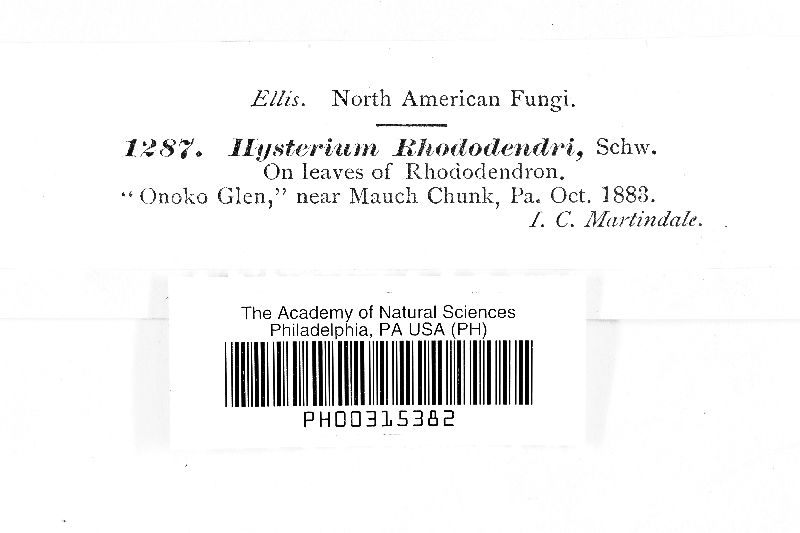 Ellis. North American Fungi.
1287. Hysterium Rhododendri, Schw.
On leaves of Rhododendron.
“Onoko Glen,” near Mauch Chunk, Pa. Oct. 1883.
I. C. Martindale.
The Academy of Natural Sciences
Philadelphia, PA USA (PH)
PH00315382